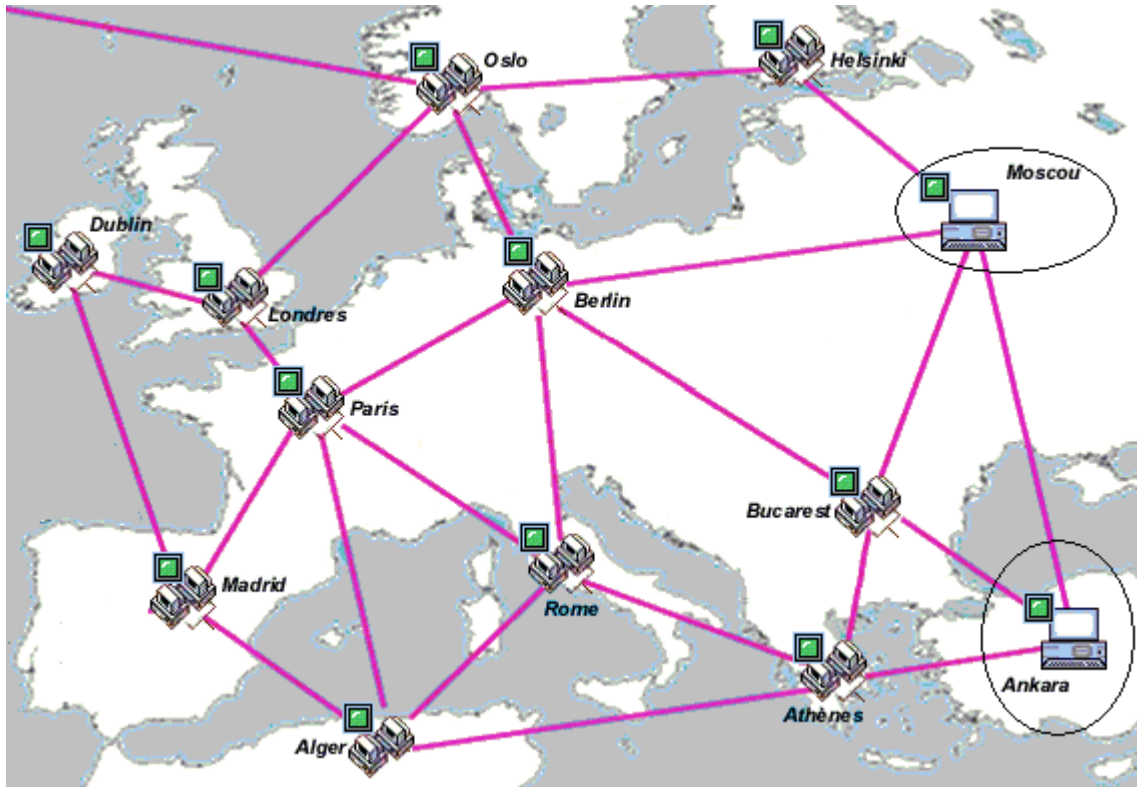 Oslo
Helsinki
Moscou
Dublin
Londres
Berlin
Paris
Bucarest
Madrid
Rome
Ankara
Athènes
Alger